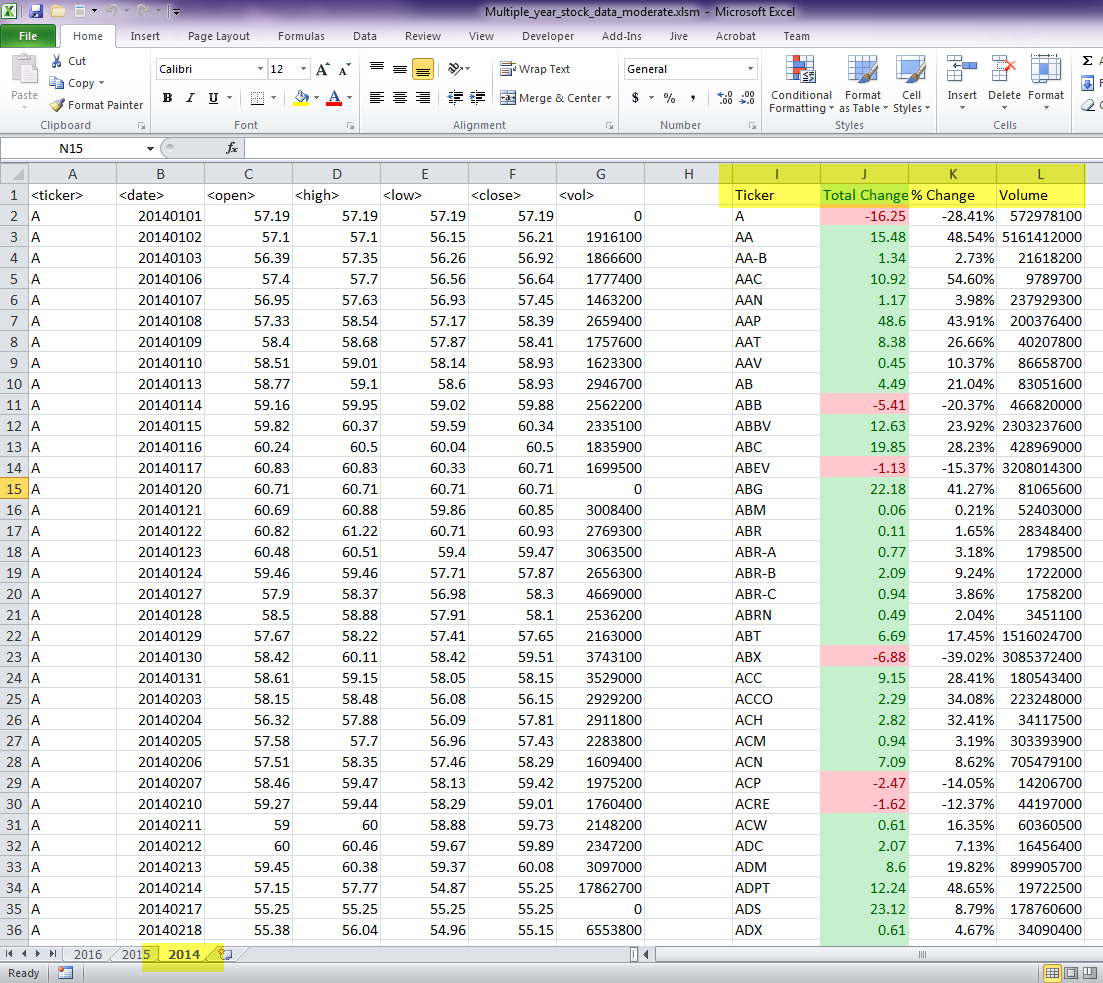 Multiple_year_stock_data_moderate.xlsm - Microsoft Excel
File Home Insert Page Layout Formulas Data Review View Developer Add-Ins Jive Acrobat Team
Paste Cut Copy Format Painter Clipboard
Calibri 12 A A B I U A Font
Wrap Text Merge & Center Alignment
General $ % , .0 .00 .00 .0 Number
Conditional Formatting Format as Table Cell Styles Styles
Insert Delete Format Cells
Σ
N15 fx
A B C D E F G H I J K L
1 <ticker> <date> <open> <high> <low> <close> <vol> Ticker Total Change % Change Volume
2 A 20140101 57.19 57.19 57.19 57.19 0 A -16.25 -28.41% 572978100
3 A 20140102 57.1 57.1 56.15 56.21 1916100 AA 15.48 48.54% 5161412000
4 A 20140103 56.39 57.35 56.26 56.92 1866600 AA-B 1.34 2.73% 21618200
5 A 20140106 57.4 57.7 56.56 56.64 1777400 AAC 10.92 54.60% 9789700
6 A 20140107 56.95 57.63 56.93 57.45 1463200 AAN 1.17 3.98% 237929300
7 A 20140108 57.33 58.54 57.17 58.39 2659400 AAP 48.6 43.91% 200376400
8 A 20140109 58.4 58.68 57.87 58.41 1757600 AAT 8.38 26.66% 40207800
9 A 20140110 58.51 59.01 58.14 58.93 1623300 AAV 0.45 10.37% 86658700
10 A 20140113 58.77 59.1 58.6 58.93 2946700 AB 4.49 21.04% 83051600
11 A 20140114 59.16 59.95 59.02 59.88 2562200 ABB -5.41 -20.37% 466820000
12 A 20140115 59.82 60.37 59.59 60.34 2335100 ABBV 12.63 23.92% 2303237600
13 A 20140116 60.24 60.5 60.04 60.5 1835900 ABC 19.85 28.23% 428969000
14 A 20140117 60.83 60.83 60.33 60.71 1699500 ABEV -1.13 -15.37% 3208014300
15 A 20140120 60.71 60.71 60.71 60.71 0 ABG 22.18 41.27% 81065600
16 A 20140121 60.69 60.88 59.86 60.85 3008400 ABM 0.06 0.21% 52403000
17 A 20140122 60.82 61.22 60.71 60.93 2769300 ABR 0.11 1.65% 28348400
18 A 20140123 60.48 60.51 59.4 59.47 3063500 ABR-A 0.77 3.18% 1798500
19 A 20140124 59.46 59.46 57.71 57.87 2656300 ABR-B 2.09 9.24% 1722000
20 A 20140127 57.9 58.37 56.98 58.3 4669000 ABR-C 0.94 3.86% 1758200
21 A 20140128 58.5 58.88 57.91 58.1 2536200 ABRN 0.49 2.04% 3451100
22 A 20140129 57.67 58.22 57.41 57.65 2163000 ABT 6.69 17.45% 1516024700
23 A 20140130 58.42 60.11 58.42 59.51 3743100 ABX -6.88 -39.02% 3085372400
24 A 20140131 58.61 59.15 58.05 58.15 3529000 ACC 9.15 28.41% 180543400
25 A 20140203 58.15 58.48 56.08 56.15 2929200 ACCO 2.29 34.08% 223248000
26 A 20140204 56.32 57.88 56.09 57.81 2911800 ACH 2.82 32.41% 34117500
27 A 20140205 57.58 57.7 56.96 57.43 2283800 ACM 0.94 3.19% 303393900
28 A 20140206 57.51 58.35 57.46 58.29 1609400 ACN 7.09 8.62% 705479100
29 A 20140207 58.46 59.47 58.13 59.42 1975200 ACP -2.47 -14.05% 14206700
30 A 20140210 59.27 59.44 58.29 59.01 1760400 ACRE -1.62 -12.37% 44197000
31 A 20140211 59 60 58.88 59.73 2148200 ACW 0.61 16.35% 60360500
32 A 20140212 60 60.46 59.67 59.89 2347200 ADC 2.07 7.13% 16456400
33 A 20140213 59.45 60.38 59.37 60.08 3097000 ADM 8.6 19.82% 899905700
34 A 20140214 57.15 57.77 54.87 55.25 17862700 ADPT 12.24 48.65% 19722500
35 A 20140217 55.25 55.25 55.25 55.25 0 ADS 23.12 8.79% 178760600
36 A 20140218 55.38 56.04 54.96 55.15 6553800 ADX 0.61 4.67% 34090400
2016 2015 2014
Ready